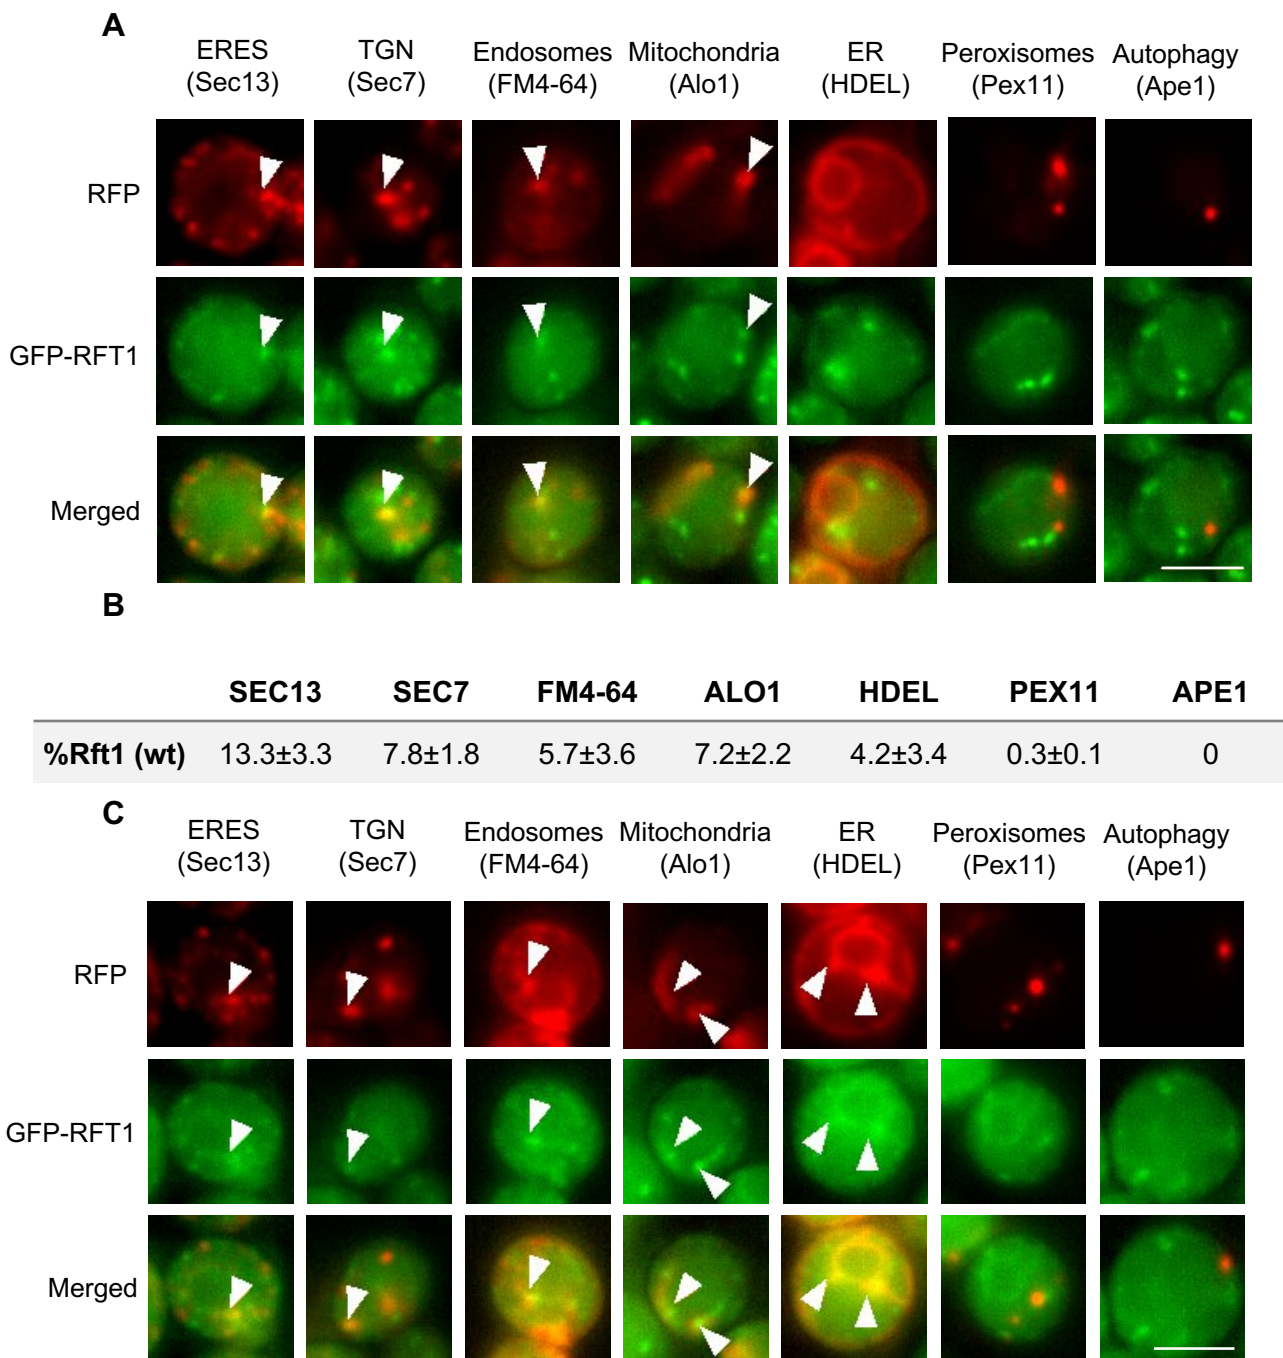 A
ERES TGN Endosomes Mitochondria ER Peroxisomes Autophagy
(Sec13) (Sec7) (FM4-64) (Alo1) (HDEL) (Pex11) (Ape1)
RFP
GFP-RFT1
Merged
B
SEC13 SEC7 FM4-64 ALO1 HDEL PEX11 APE1
%Rft1 (wt) 13.3±3.3 7.8±1.8 5.7±3.6 7.2±2.2 4.2±3.4 0.3±0.1 0
C
ERES TGN Endosomes Mitochondria ER Peroxisomes Autophagy
(Sec13) (Sec7) (FM4-64) (Alo1) (HDEL) (Pex11) (Ape1)
RFP
GFP-RFT1
Merged